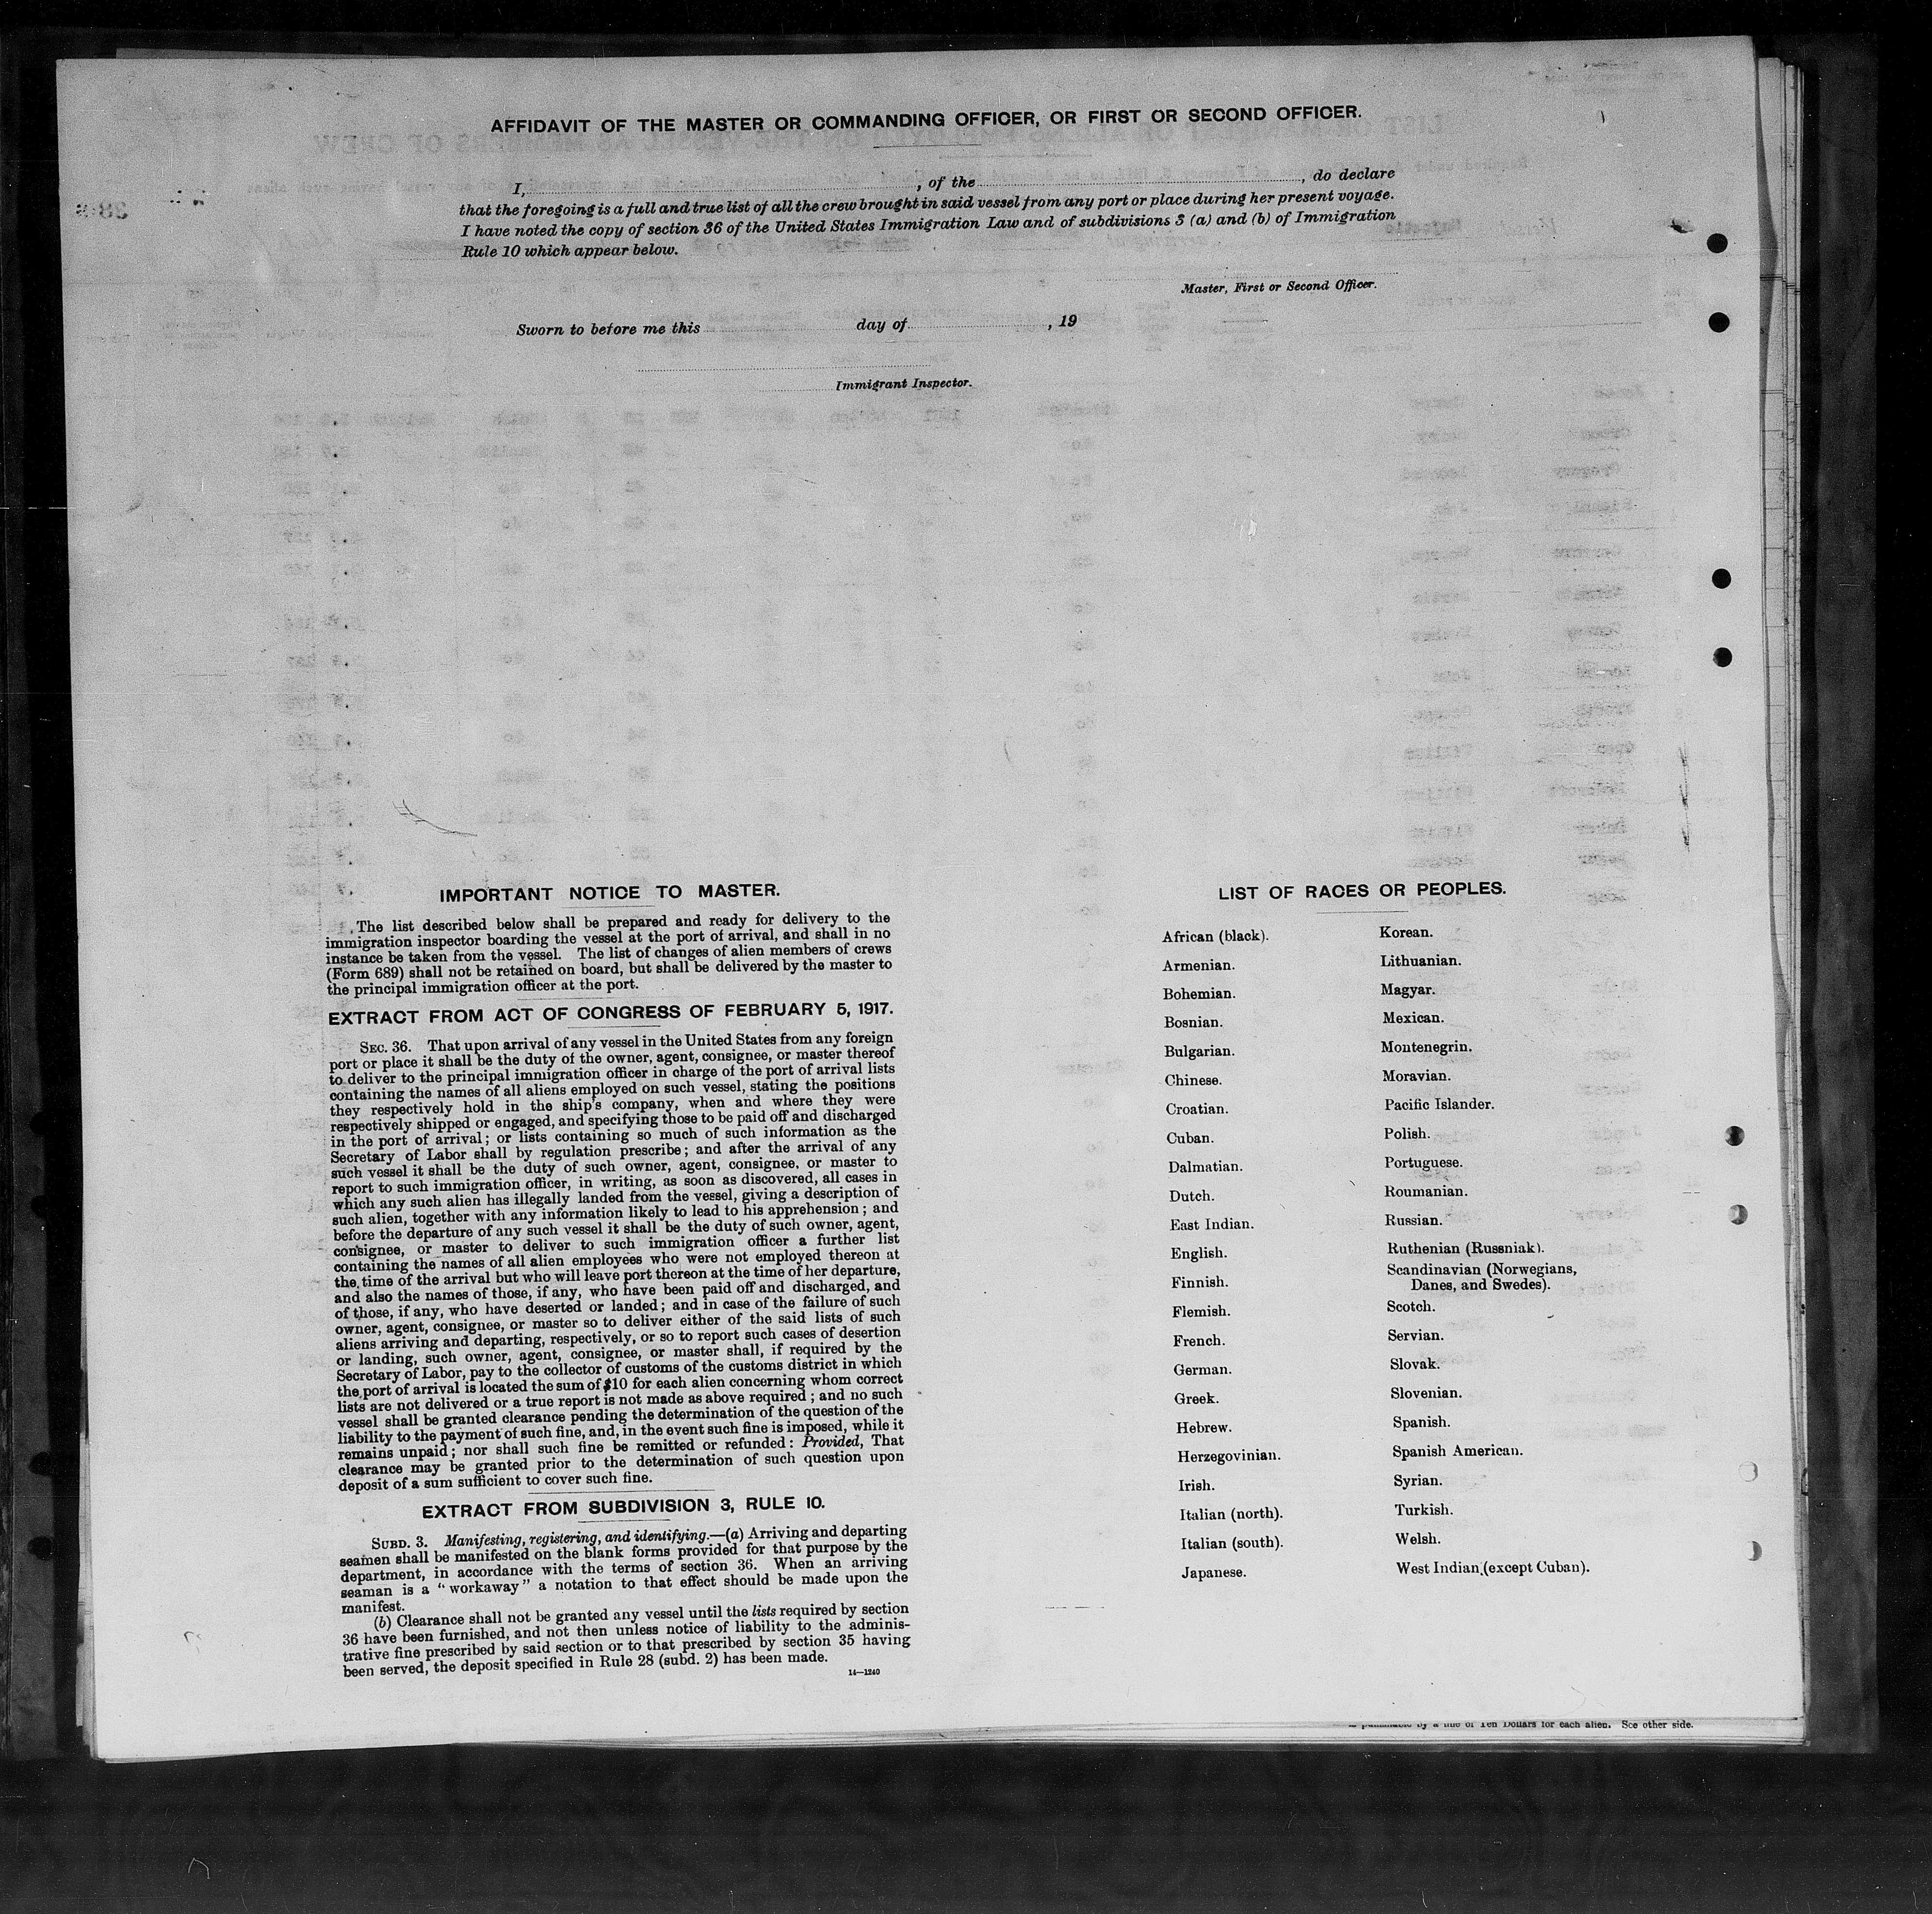 AFFIDAVIT OF THE MASTER OR COMMANDING OFFICER, OR FIRST OR SECOND OFFICER.
I, , of the , do declare
that the foregoing is a full and true list of all the crew brought in said vessel from any port or place during her present voyage.
I have noted the copy of section 36 of the United States Immigration Law and of subdivisions 3 (a) and (b) of Immigration
Rule 10 which appear below.
Master, First or Second Officer.
Sworn to before me this day of , 19
Immigrant Inspector.
IMPORTANT NOTICE TO MASTER.
The list described below shall be prepared and ready for delivery to the
immigration inspector boarding the vessel at the port of arrival, and shall in no
instance be taken from the vessel. The list of changes of alien members of crews
(Form 689) shall not be retained on board, but shall be delivered by the master to
the principal immigration officer at the port.
EXTRACT FROM ACT OF CONGRESS OF FEBRUARY 5, 1917.
SEC. 36. That upon arrival of any vessel in the United States from any foreign
port or place it shall be the duty of the owner, agent, consignee, or master thereof
to deliver to the principal immigration officer in charge of the port of arrival lists
containing the names of all aliens employed on such vessel, stating the positions
they respectively hold in the ship's company, when and where they were
respectively shipped or engaged, and specifying those to be paid off and discharged
in the port of arrival; or lists containing so much of such information as the
Secretary of Labor shall by regulation prescribe; and after the arrival of any
such vessel it shall be the duty of such owner, agent, consignee, or master to
report to such immigration officer, in writing, as soon as discovered, all cases in
which any such alien has illegally landed from the vessel, giving a description of
such alien, together with any information likely to lead to his apprehension; and
before the departure of any such vessel it shall be the duty of such owner, agent,
consignee, or master to deliver to such immigration officer a further list
containing the names of all alien employees who were not employed thereon at
the time of the arrival but who will leave port thereon at the time of her departure,
and also the names of those, if any, who have been paid off and discharged, and
of those, if any, who have deserted or landed; and in case of the failure of such
owner, agent, consignee, or master so to deliver either of the said lists of such
aliens arriving and departing, respectively, or so to report such cases of desertion
or landing, such owner, agent, consignee, or master shall, if required by the
Secretary of Labor, pay to the collector of customs of the customs district in which
the port of arrival is located the sum of $10 for each alien concerning whom correct
lists are not delivered or a true report is not made as above required; and no such
vessel shall be granted clearance pending the determination of the question of the
liability to the payment of such fine, and, in the event such fine is imposed, while it
remains unpaid; nor shall such fine be remitted or refunded: Provided, That
clearance may be granted prior to the determination of such question upon
deposit of a sum sufficient to cover such fine.
EXTRACT FROM SUBDIVISION 3, RULE 10.
SUBD. 3. Manifesting, registering, and identifying.—(a) Arriving and departing
seamen shall be manifested on the blank forms provided for that purpose by the
department, in accordance with the terms of section 36. When an arriving
seaman is a "workaway" a notation to that effect should be made upon the
manifest.
(b) Clearance shall not be granted any vessel until the lists required by section
36 have been furnished, and not then unless notice of liability to the adminis-
trative fine prescribed by said section or to that prescribed by section 35 having
been served, the deposit specified in Rule 28 (subd. 2) has been made.
14—1240
LIST OF RACES OR PEOPLES.
African (black).
Armenian.
Bohemian.
Bosnian.
Bulgarian.
Chinese.
Croatian.
Cuban.
Dalmatian.
Dutch.
East Indian.
English.
Finnish.
Flemish.
French.
German.
Greek.
Hebrew.
Herzegovinian.
Irish.
Italian (north).
Italian (south).
Japanese.
Korean.
Lithuanian.
Magyar.
Mexican.
Montenegrin.
Moravian.
Pacific Islander.
Polish.
Portuguese.
Roumanian.
Russian.
Ruthenian (Russniak).
Scandinavian (Norwegians,
Danes, and Swedes).
Scotch.
Servian.
Slovak.
Slovenian.
Spanish.
Spanish American.
Syrian.
Turkish.
Welsh.
West Indian (except Cuban).
by a fine of Ten Dollars for each alien. See other side.